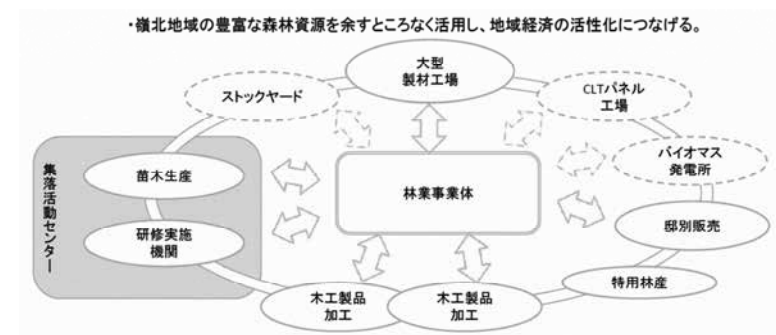 ・嶺北地域の豊富な森林資源を余すところなく活用し、地域経済の活性化につなげる。
大型
製材工場
ストックヤード
CLTパネル
工場
集落活動センター
苗木生産
林業事業体
バイオマス
発電所
研修実施
機関
邸別販売
特用林産
木工製品
加工
木工製品
加工